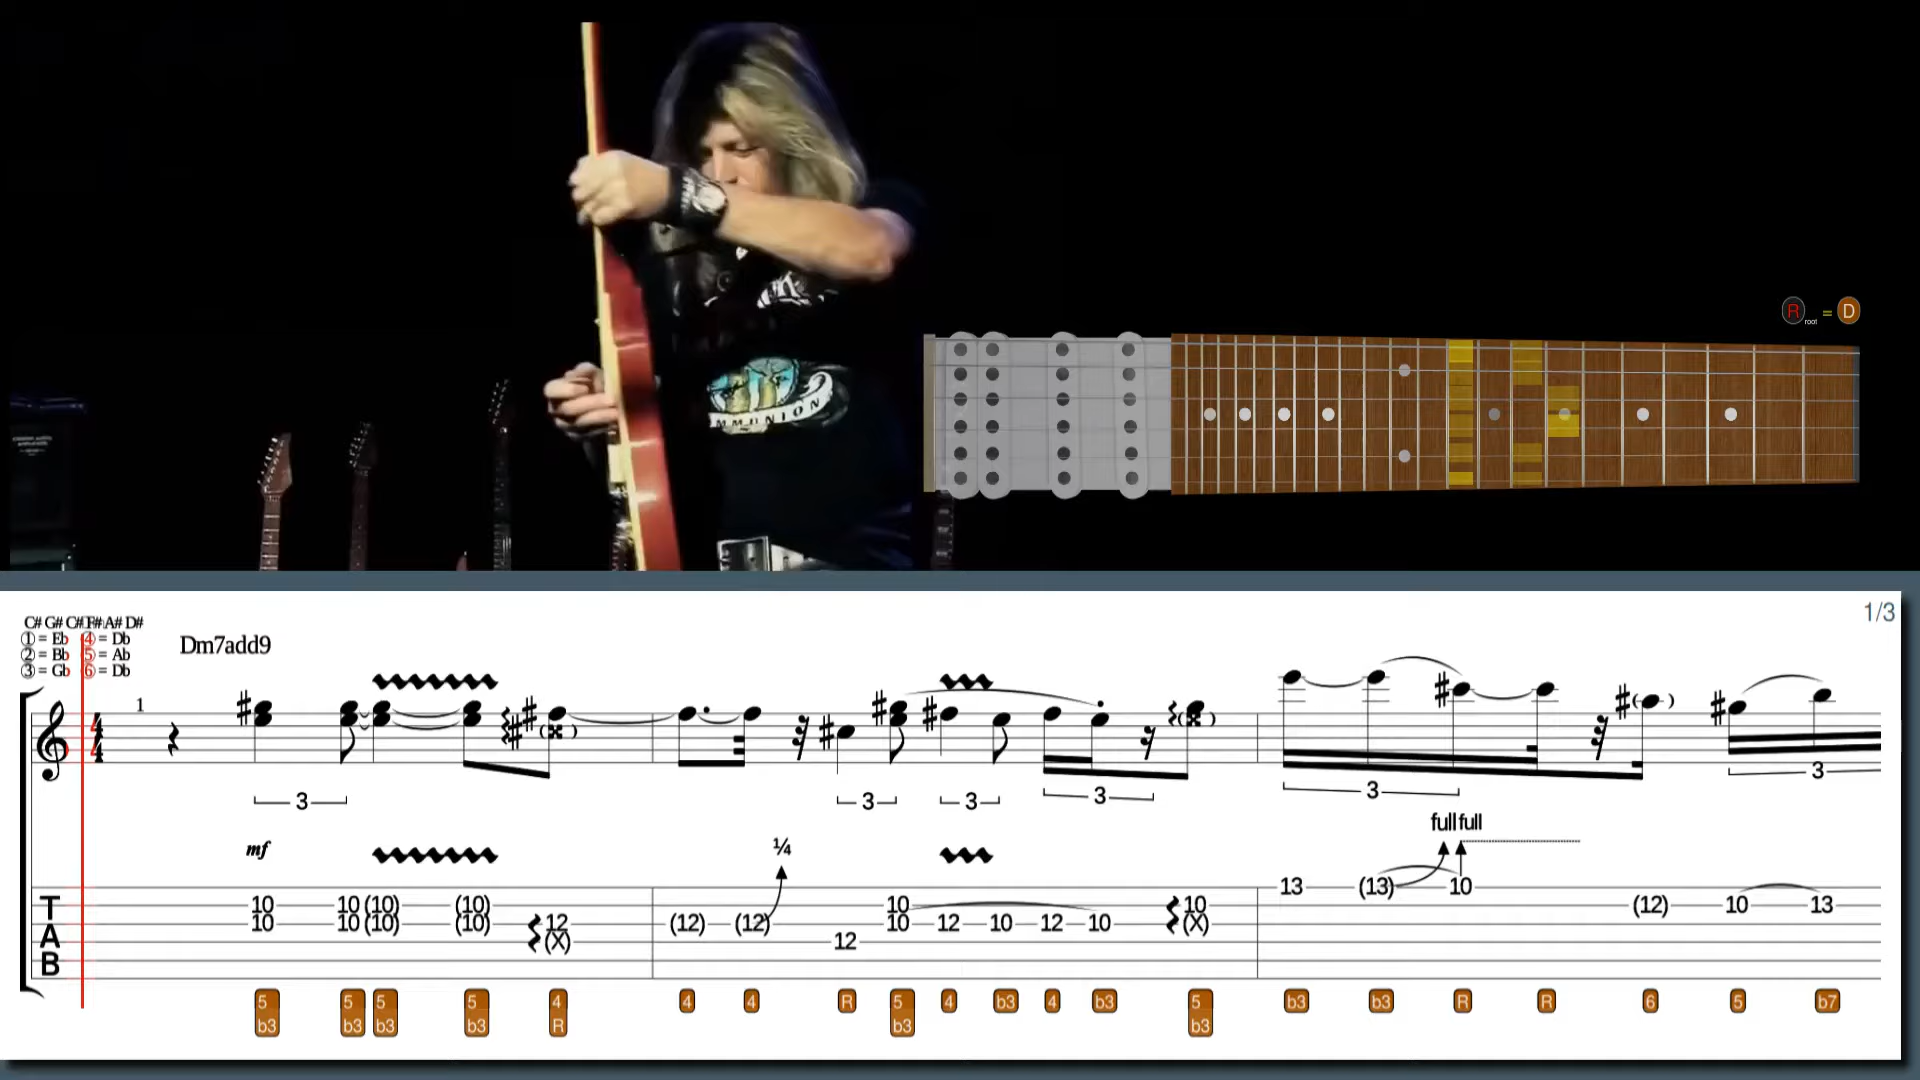 R root = D
MMUNION
1/3
C# G# C# F# A# D#
① = Eb ④ = Db
② = Bb ⑤ = Ab
③ = Gb ⑥ = Db
Dm7add9
1
4
4
3 3 3 3 3 3
mf
¼
full full
13 (13) 10
T 10 10 (10) (10) 10 10 (12) 10 13
10 10 (10) (10) 12 (12) (12) 10 12 10 12 10 (X)
A (X) 12
B
5 5 5 5 4 4 4 R 5 4 b3 4 b3 5 b3 b3 R R 6 5 b7
b3 b3 b3 b3 R b3 b3